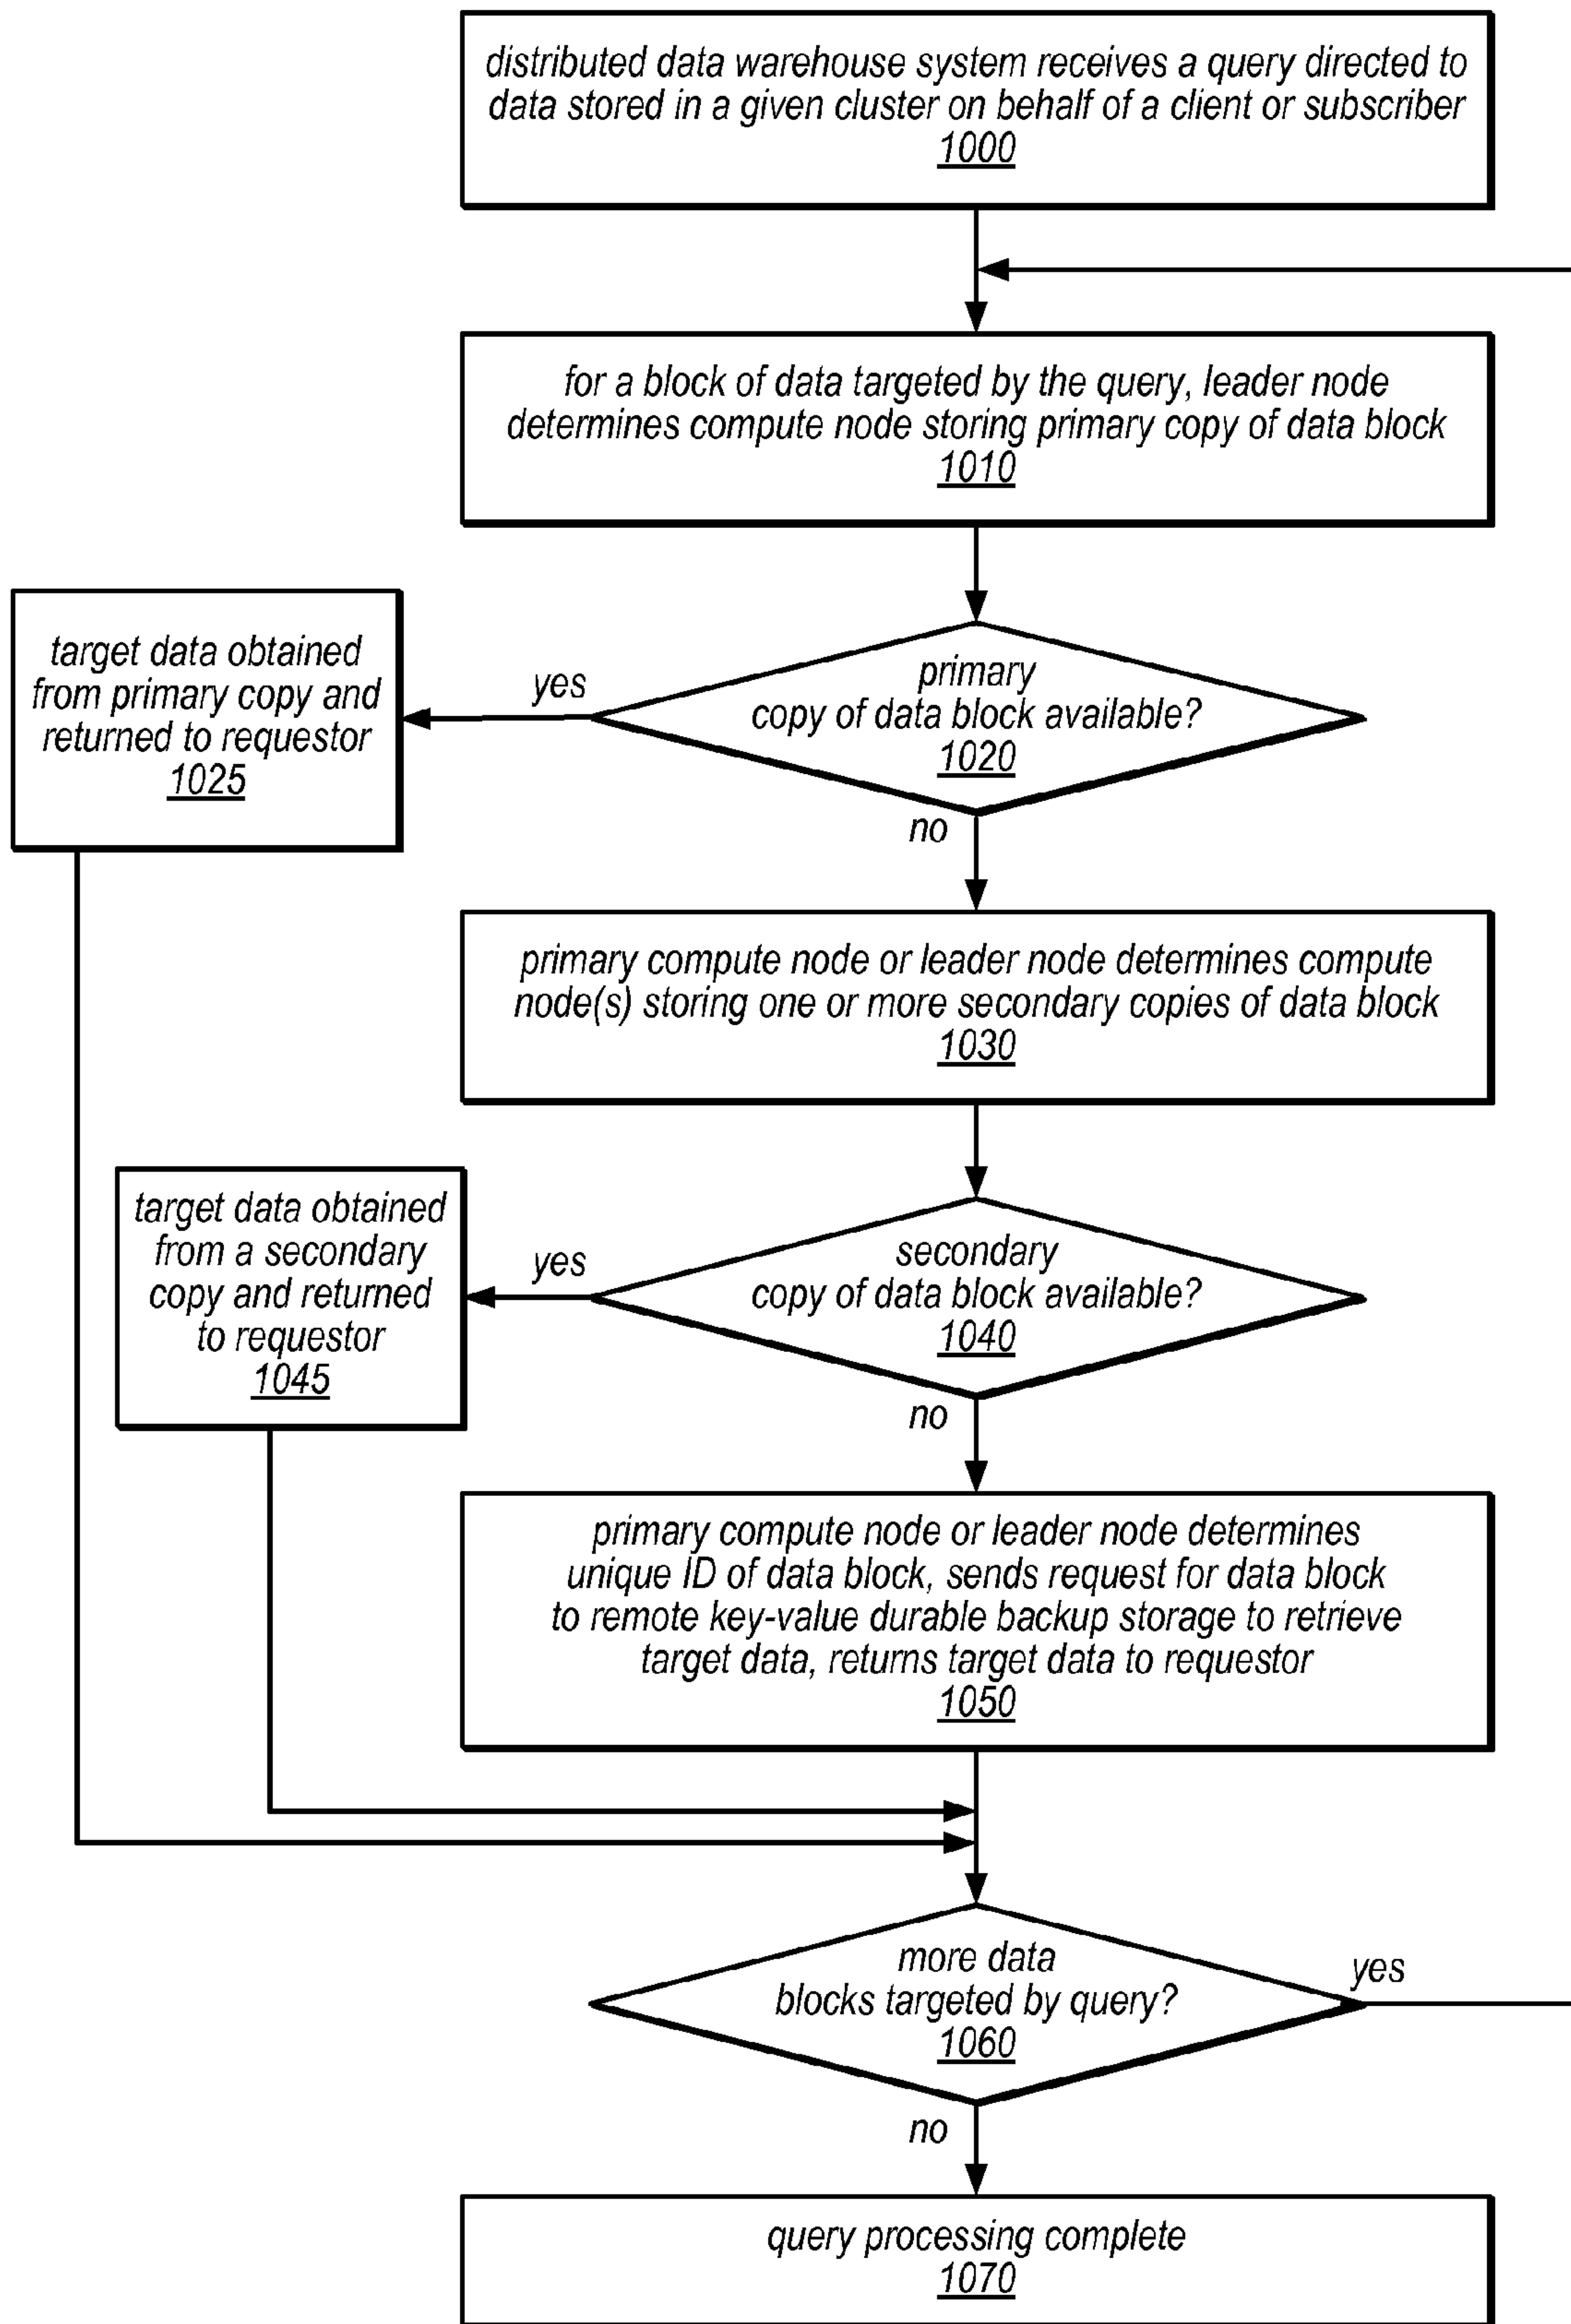 distributed data warehouse system receives a query directed to
data stored in a given cluster on behalf of a client or subscriber
1000
for a block of data targeted by the query, leader node
determines compute node storing primary copy of data block
1010
target data obtained
from primary copy and
returned to requestor
1025
yes
primary
copy of data block available?
1020
no
primary compute node or leader node determines compute
node(s) storing one or more secondary copies of data block
1030
target data obtained
from a secondary
copy and returned
to requestor
1045
yes
secondary
copy of data block available?
1040
no
primary compute node or leader node determines
unique ID of data block, sends request for data block
to remote key-value durable backup storage to retrieve
target data, returns target data to requestor
1050
more data
blocks targeted by query?
1060
yes
no
query processing complete
1070